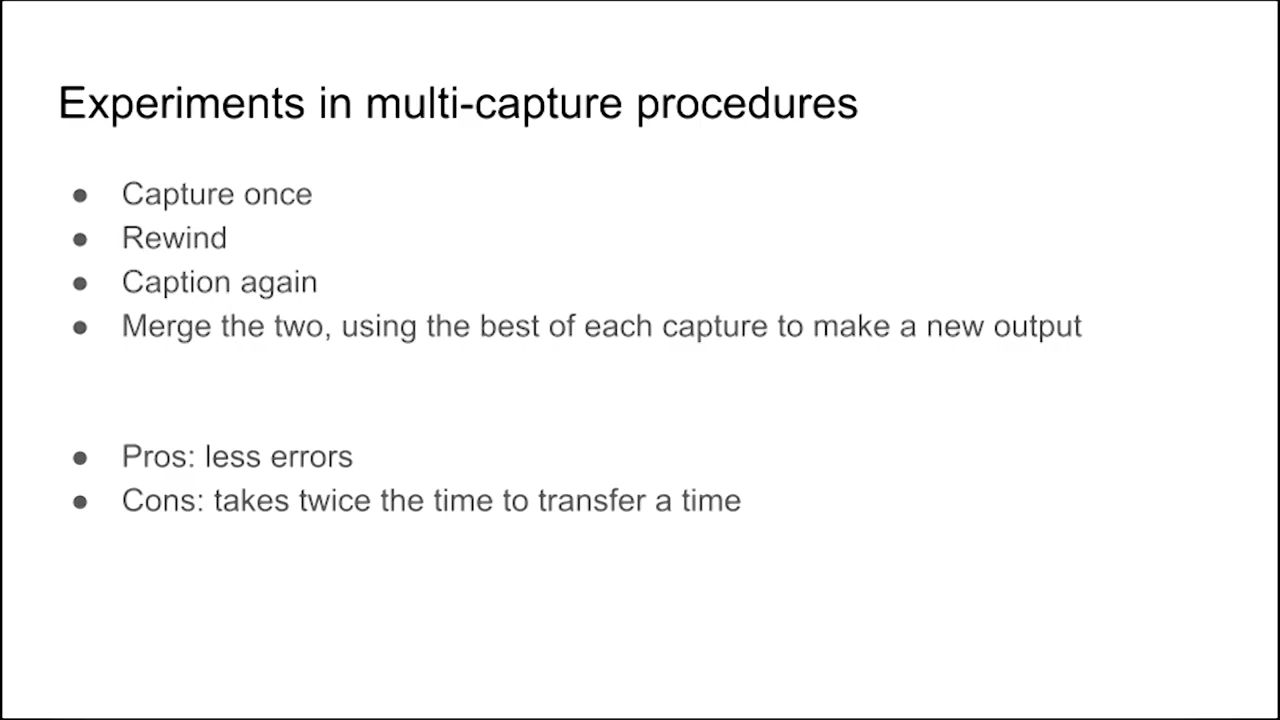 Experiments in multi-capture procedures
● Capture once
● Rewind
● Caption again
● Merge the two, using the best of each capture to make a new output
● Pros: less errors
● Cons: takes twice the time to transfer a time